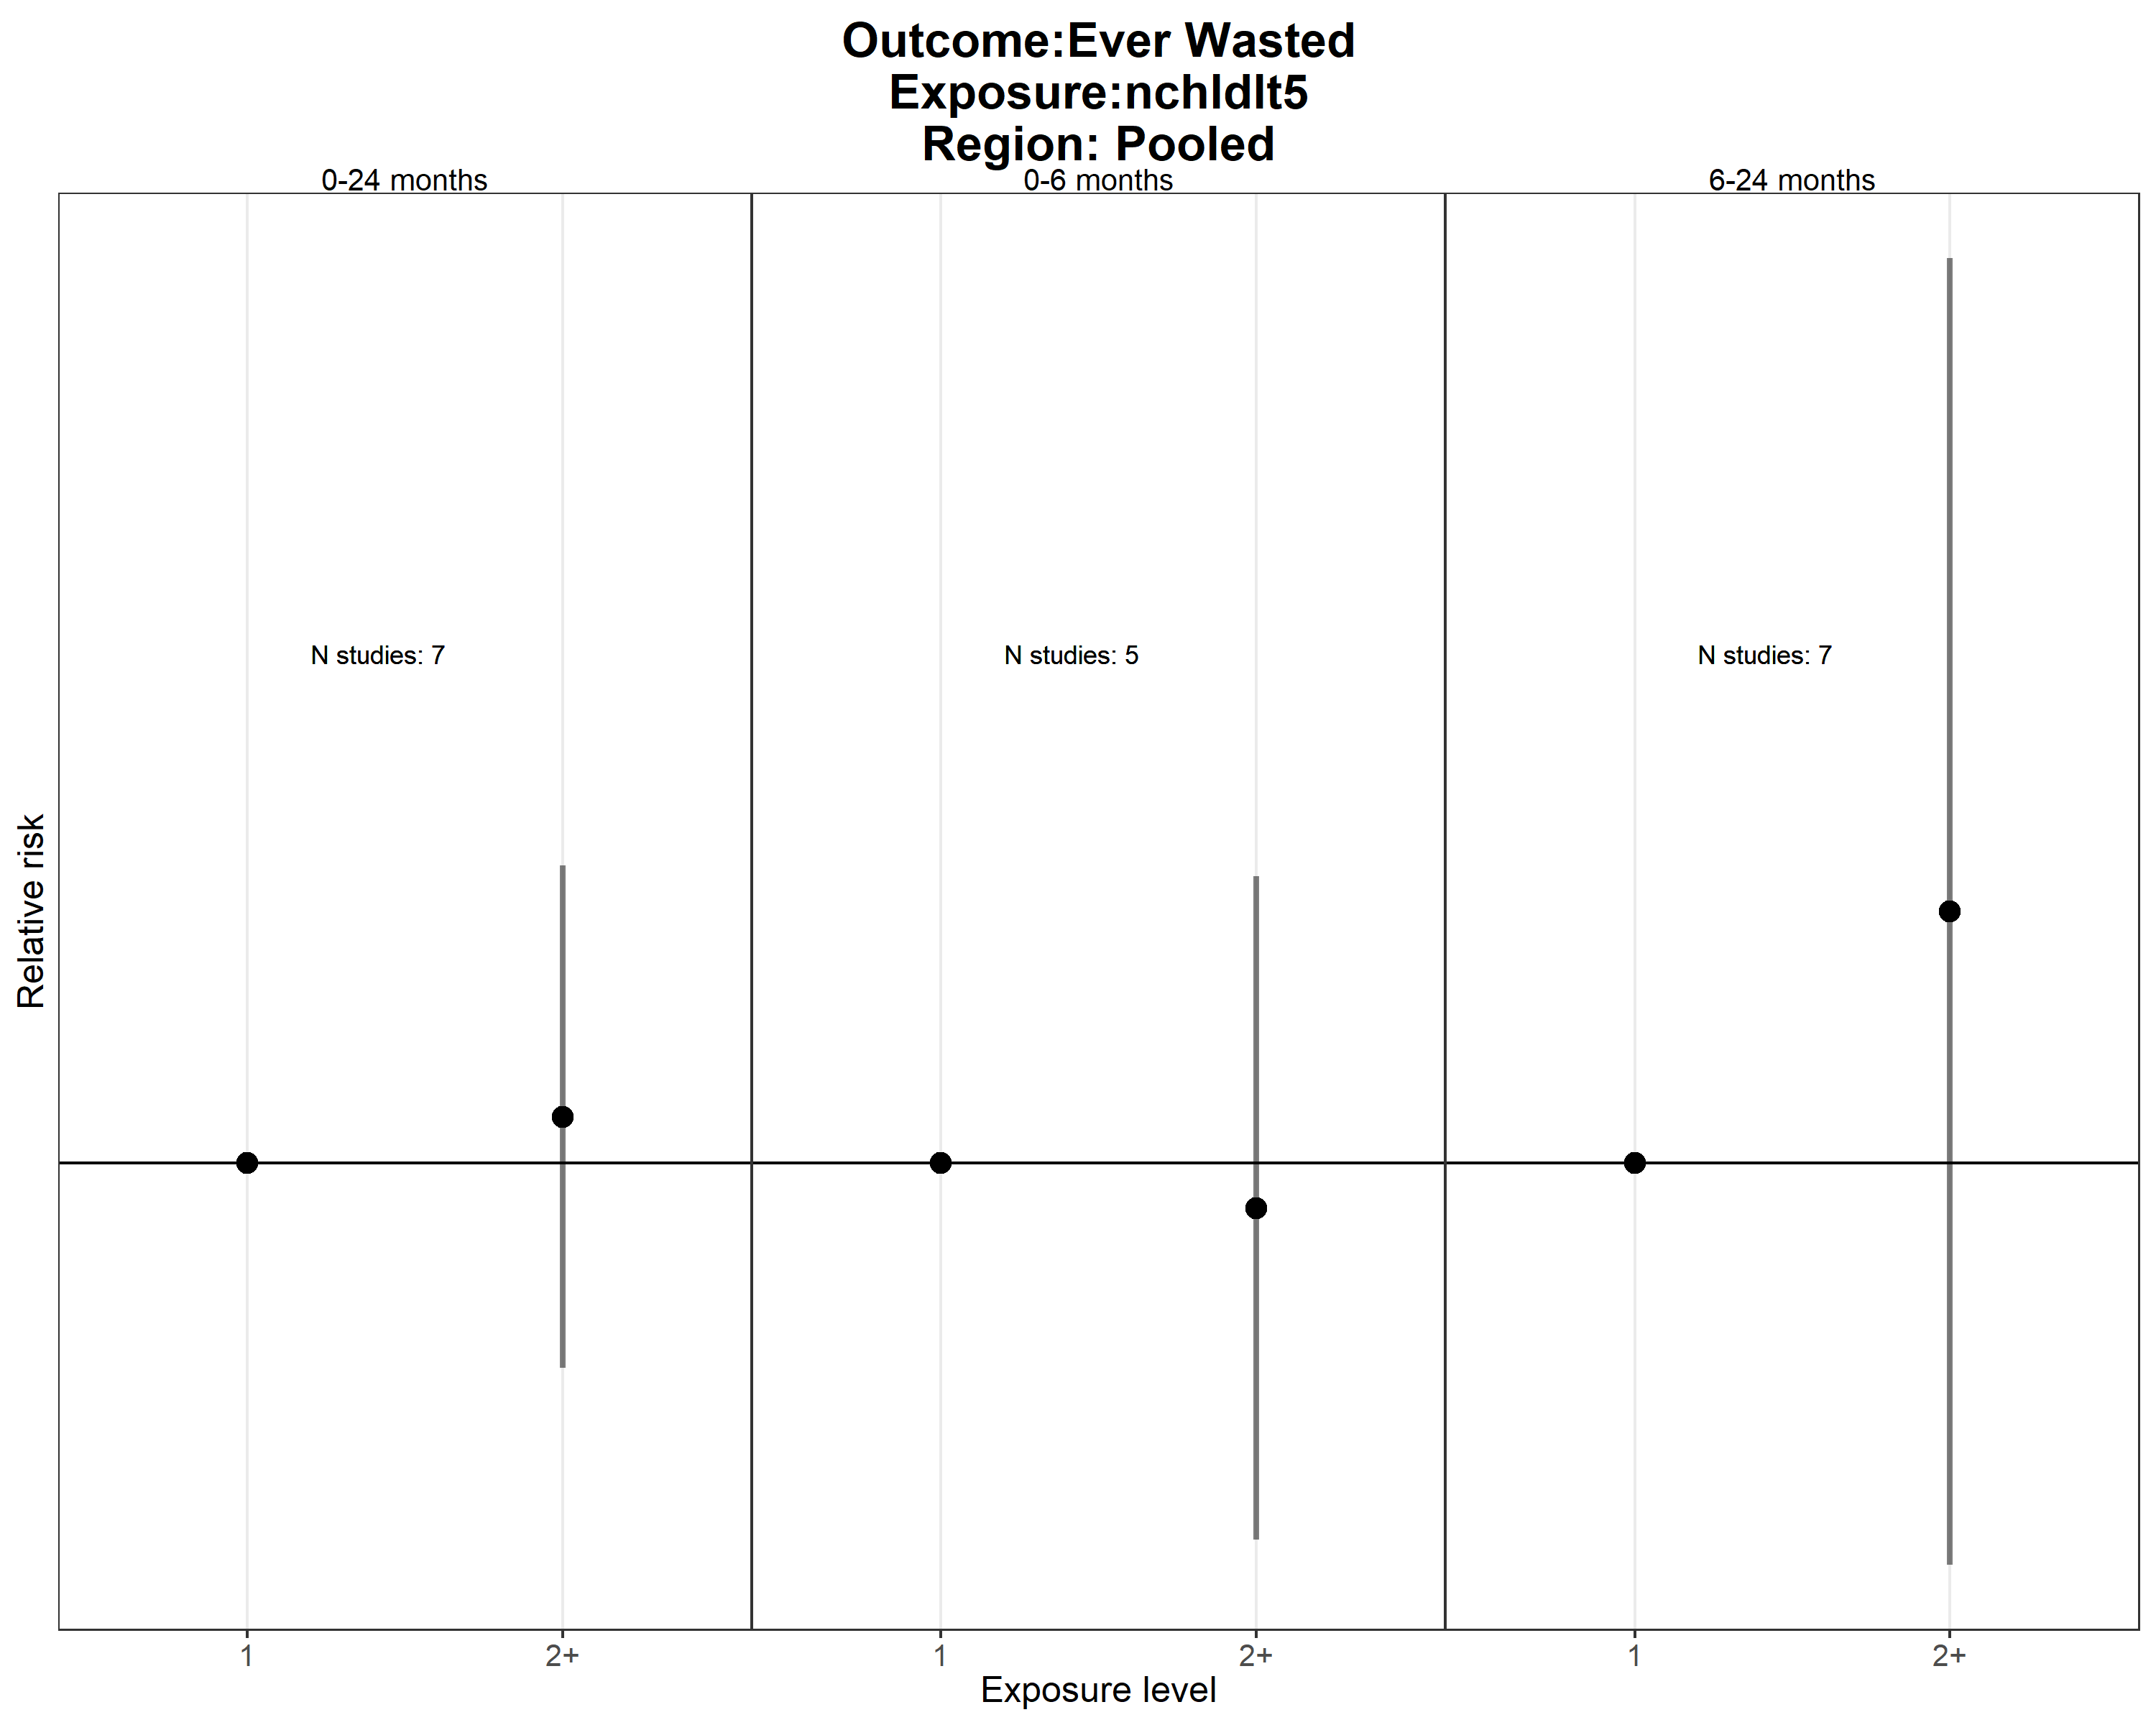 Outcome:Ever Wasted
Exposure:nchldlt5
Region: Pooled
0-24 months
0-6 months
6-24 months
N studies: 7
N studies: 5
N studies: 7
Relative risk
1
2+
1
2+
1
2+
Exposure level